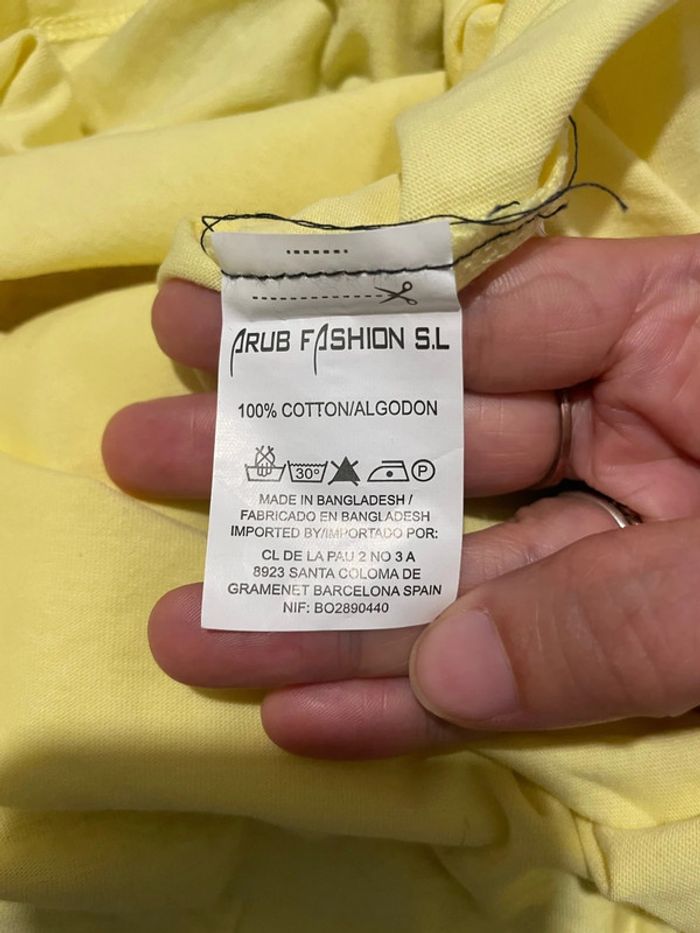 ARUB FASHION S.L
100% COTTON/ALGODON
30° P
MADE IN BANGLADESH /
FABRICADO EN BANGLADESH
IMPORTED BY/IMPORTADO POR:
CL DE LA PAU 2 NO 3 A
8923 SANTA COLOMA DE
GRAMENET BARCELONA SPAIN
NIF: BO2890440